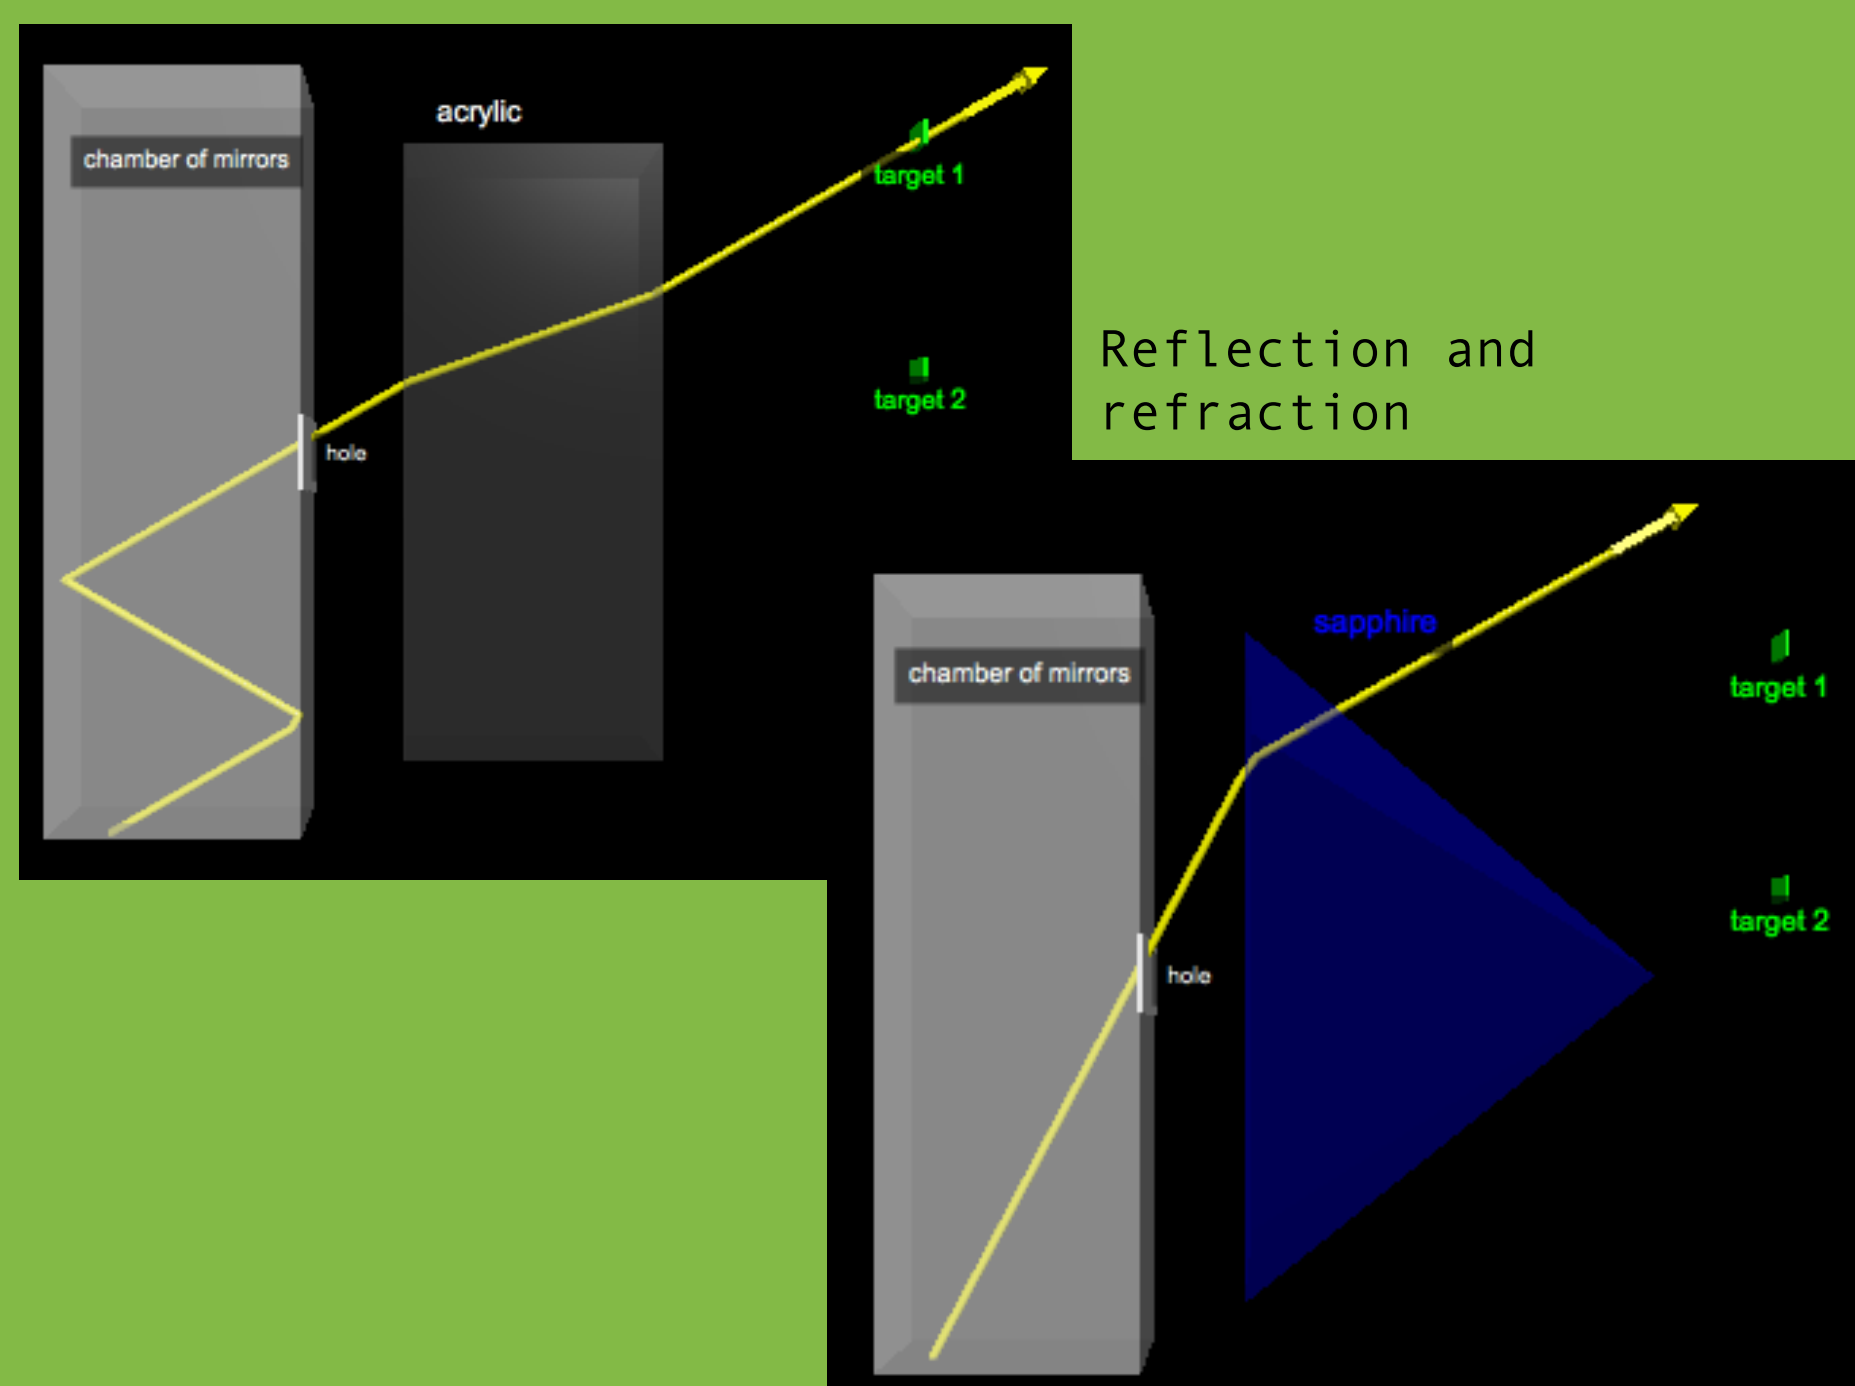 acrylic
chamber of mirrors
target 1
target 2
hole
Reflection and
refraction
sapphire
chamber of mirrors
target 1
target 2
hole